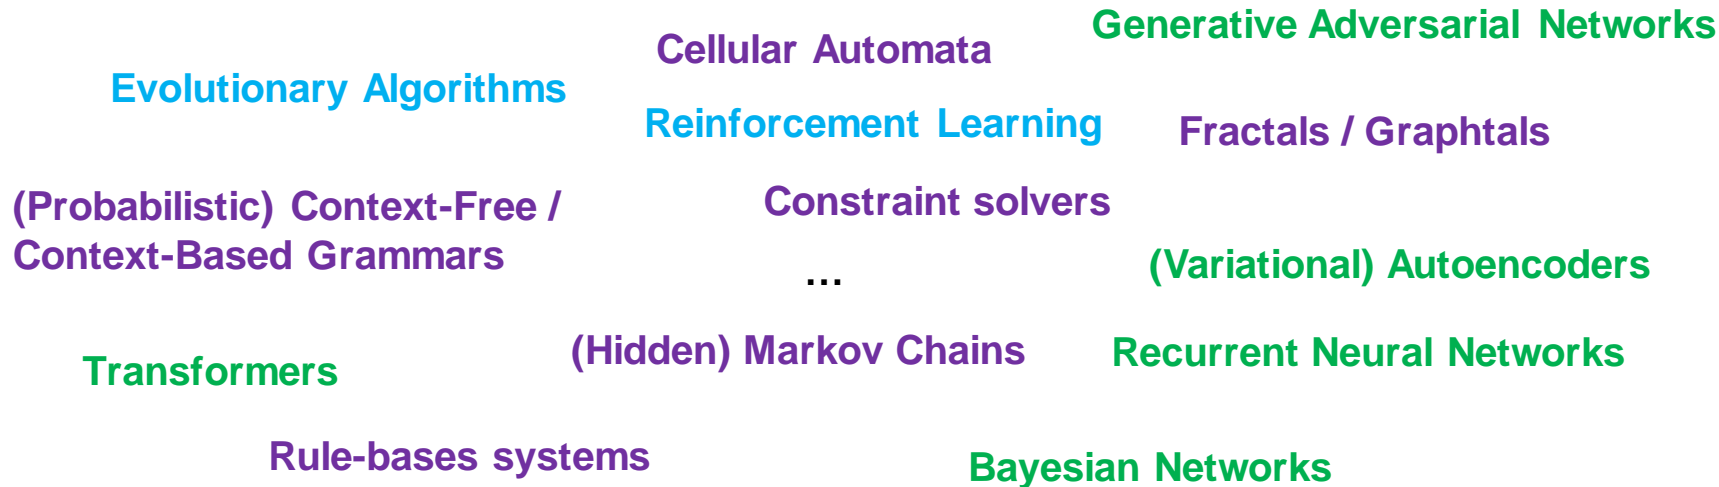 Generative Adversarial Networks
Cellular Automata
Evolutionary Algorithms
Reinforcement Learning
Fractals / Graphtals
(Probabilistic) Context-Free /
Context-Based Grammars
Constraint solvers
(Variational) Autoencoders
...
(Hidden) Markov Chains
Recurrent Neural Networks
Transformers
Rule-bases systems
Bayesian Networks